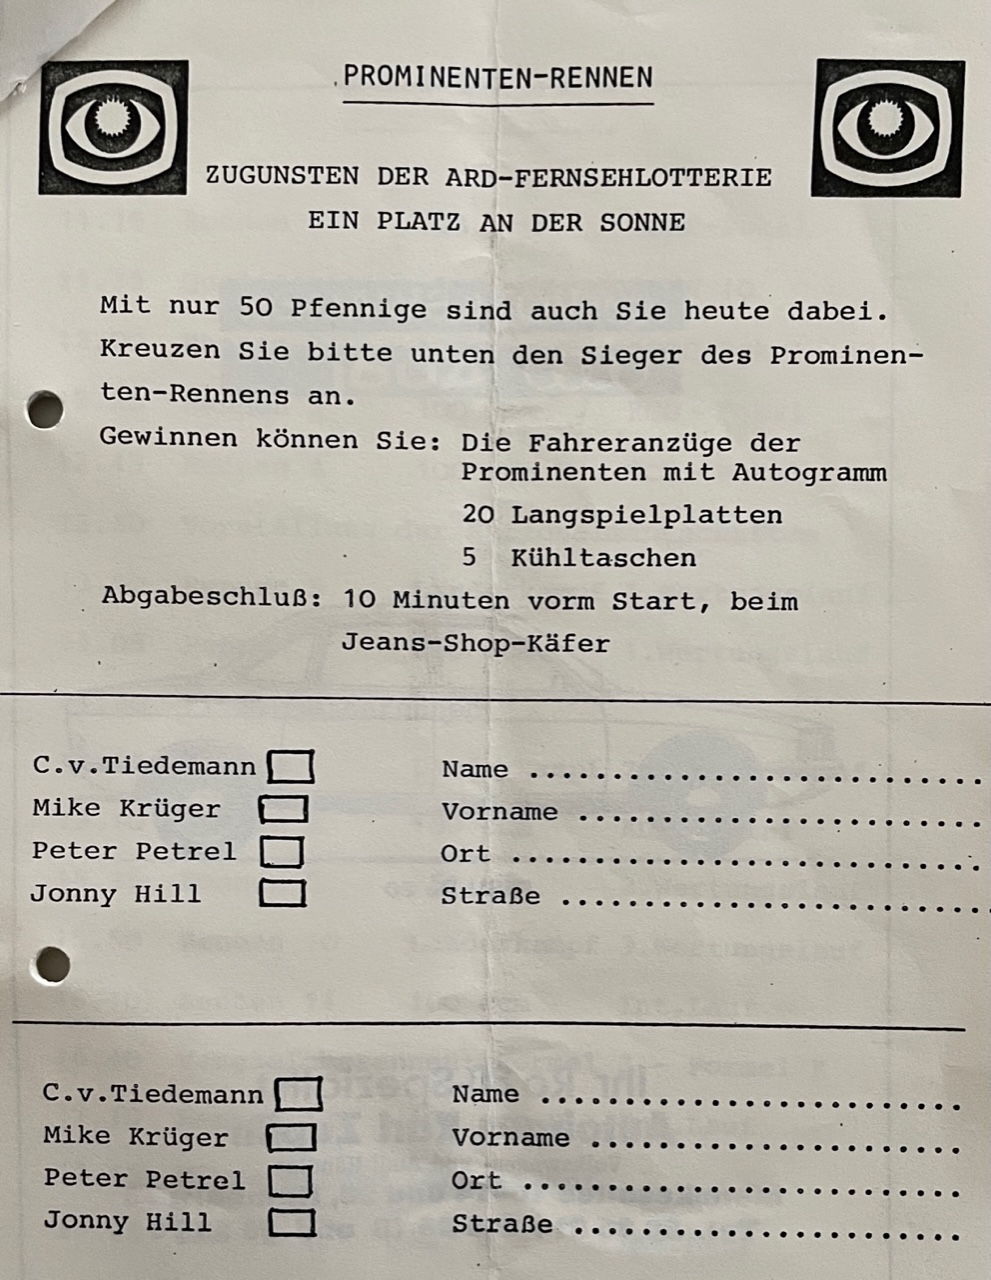 PROMINENTEN-RENNEN
ZUGUNSTEN DER ARD-FERNSEHLOTTERIE
EIN PLATZ AN DER SONNE
Mit nur 50 Pfennige sind auch Sie heute dabei.
Kreuzen Sie bitte unten den Sieger des Prominen-
ten-Rennens an.
Gewinnen können Sie: Die Fahreranzüge der
Prominenten mit Autogramm
20 Langspielplatten
5 Kühltaschen
Abgabeschluß: 10 Minuten vorm Start, beim
Jeans-Shop-Käfer
C.v.Tiedemann Name ............................
Mike Krüger Vorname .........................
Peter Petrel Ort .............................
Jonny Hill Straße ..........................
C.v.Tiedemann Name ..........................
Mike Krüger Vorname .......................
Peter Petrel Ort ...........................
Jonny Hill Straße ........................